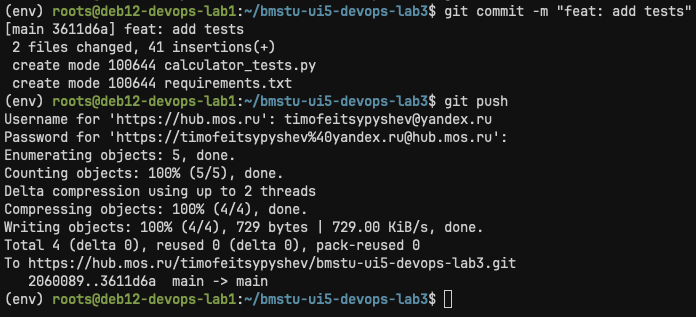 (env) roots@deb12-devops-lab1:~/bmstu-ui5-devops-lab3$ git commit -m "feat: add tests"
[main 3611d6a] feat: add tests
 2 files changed, 41 insertions(+)
 create mode 100644 calculator_tests.py
 create mode 100644 requirements.txt
(env) roots@deb12-devops-lab1:~/bmstu-ui5-devops-lab3$ git push
Username for 'https://hub.mos.ru': timofeitsypyshev@yandex.ru
Password for 'https://timofeitsypyshev%40yandex.ru@hub.mos.ru':
Enumerating objects: 5, done.
Counting objects: 100% (5/5), done.
Delta compression using up to 2 threads
Compressing objects: 100% (4/4), done.
Writing objects: 100% (4/4), 729 bytes | 729.00 KiB/s, done.
Total 4 (delta 0), reused 0 (delta 0), pack-reused 0
To https://hub.mos.ru/timofeitsypyshev/bmstu-ui5-devops-lab3.git
   2060089..3611d6a  main -> main
(env) roots@deb12-devops-lab1:~/bmstu-ui5-devops-lab3$